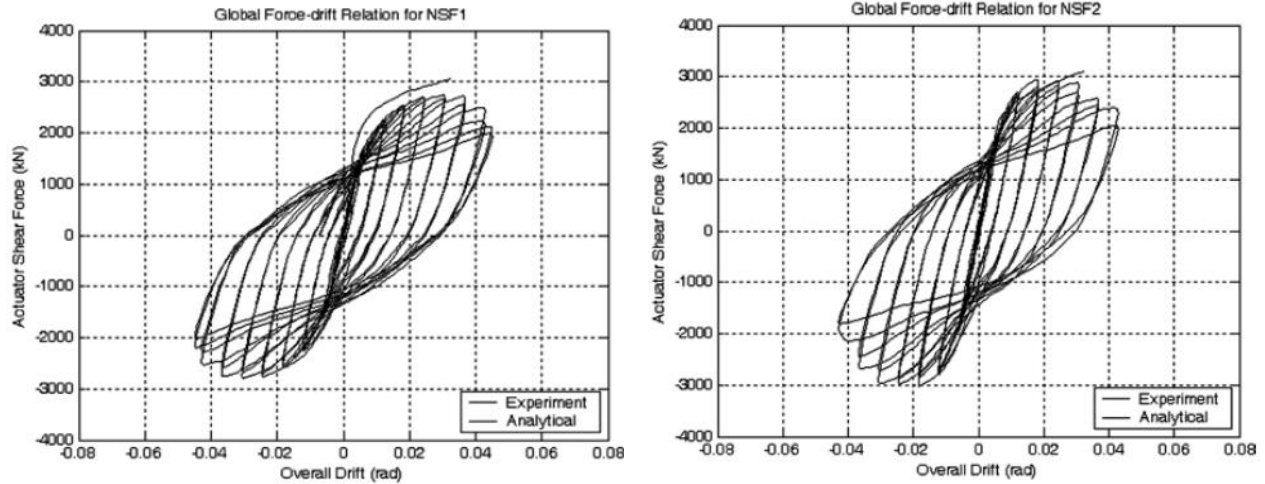 Global Force-drift Relation for NSF1
Actuator Shear Force (kN)
4000
3000
2000
1000
0
-1000
-2000
-3000
-4000
-0.08 -0.06 -0.04 -0.02 0 0.02 0.04 0.06 0.08
Overall Drift (rad)
Experiment
Analytical
Global Force-drift Relation for NSF2
Actuator Shear Force (kN)
4000
3000
2000
1000
0
-1000
-2000
-3000
-4000
-0.08 -0.06 -0.04 -0.02 0 0.02 0.04 0.06 0.08
Overall Drift (rad)
Experiment
Analytical